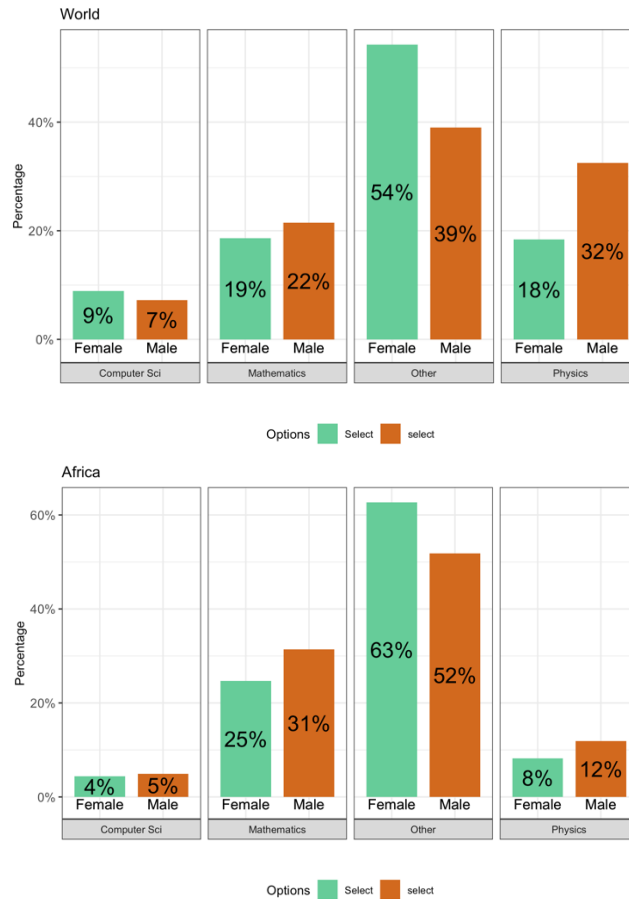 World
Percentage
40%
20%
0%
9%
7%
19%
22%
54%
39%
18%
32%
Female Male Female Male Female Male Female Male
Computer Sci Mathematics Other Physics
Options Select select
Africa
Percentage
60%
40%
20%
0%
4%
5%
25%
31%
63%
52%
8%
12%
Female Male Female Male Female Male Female Male
Computer Sci Mathematics Other Physics
Options Select select